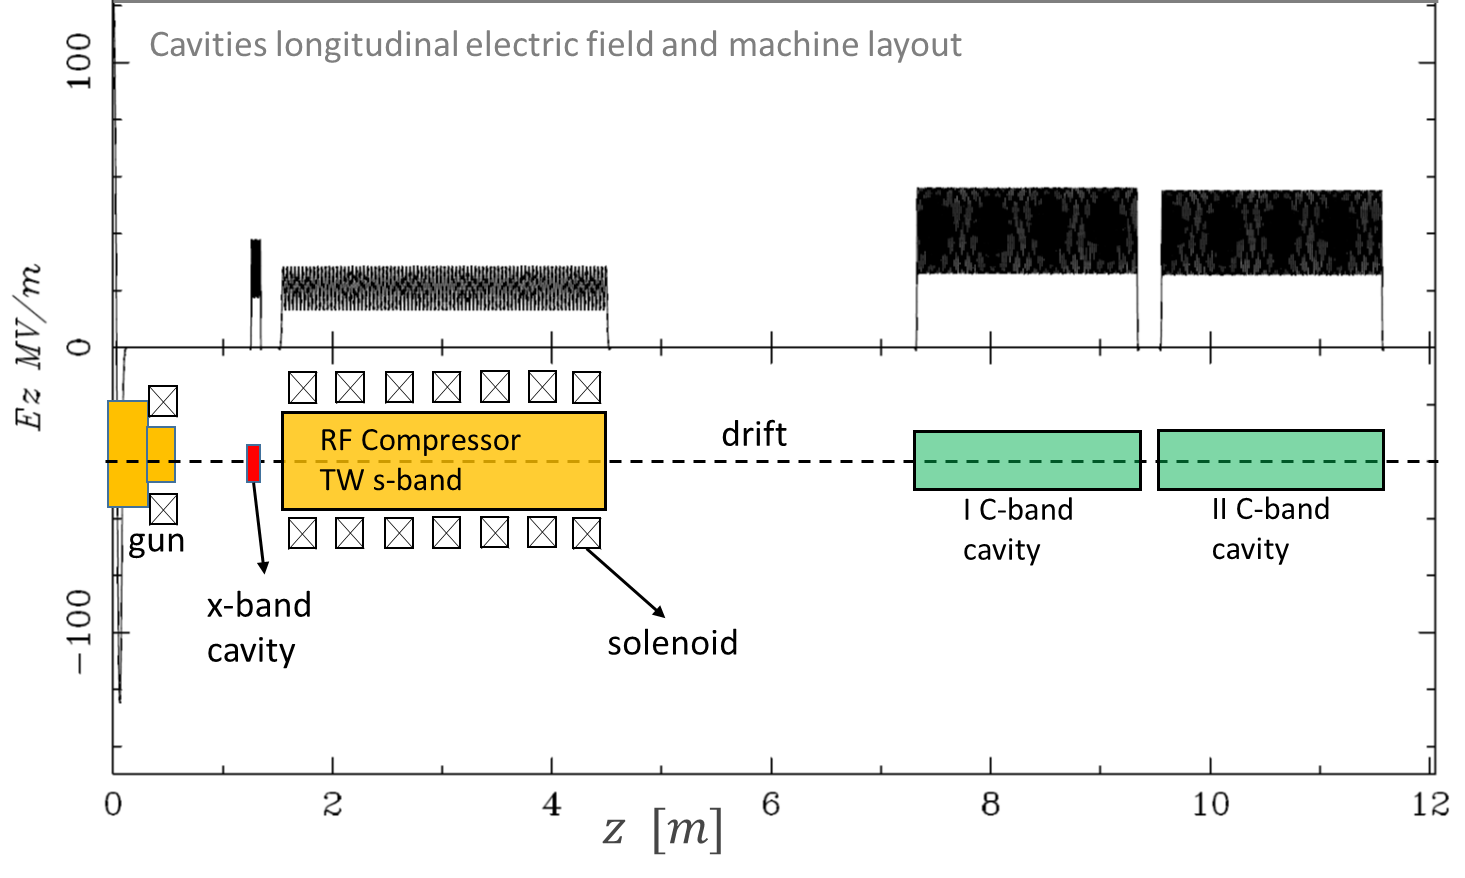 Cavities longitudinal electric field and machine layout
100
0
−100
Ez MV/m
RF Compressor
TW s-band
drift
gun
x-band
cavity
solenoid
I C-band
cavity
II C-band
cavity
0 2 4 6 8 10 12
z [m]